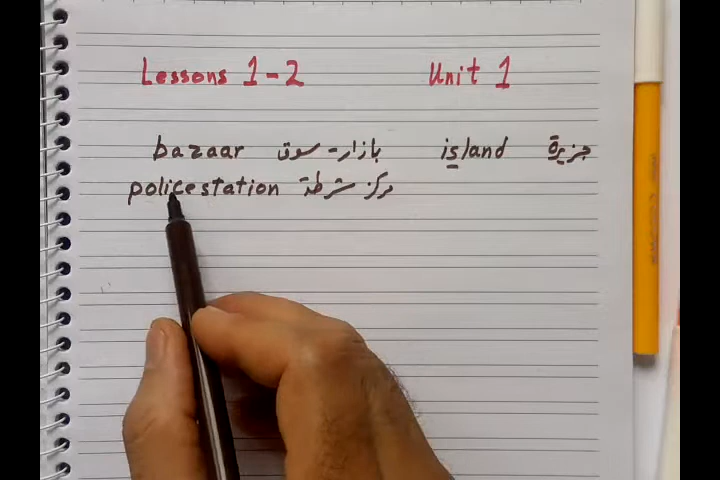 Lessons 1-2 Unit 1
bazaar بازار - سوق island جزيرة
policestation مركز شرطة